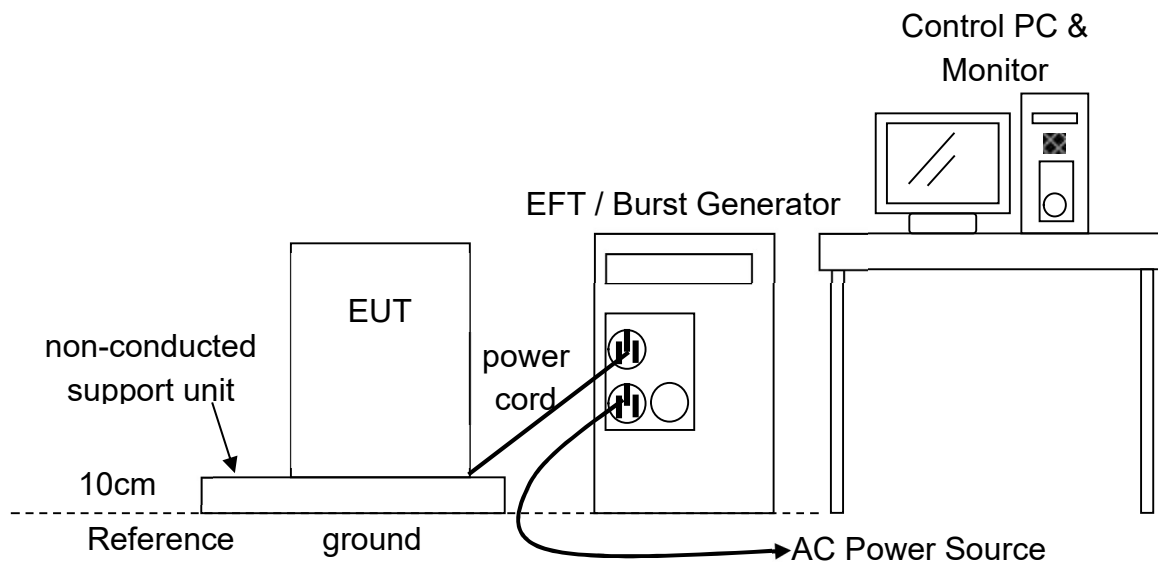 Control PC &
Monitor
EFT / Burst Generator
EUT
non-conducted
support unit
power
cord
10cm
Reference ground
AC Power Source